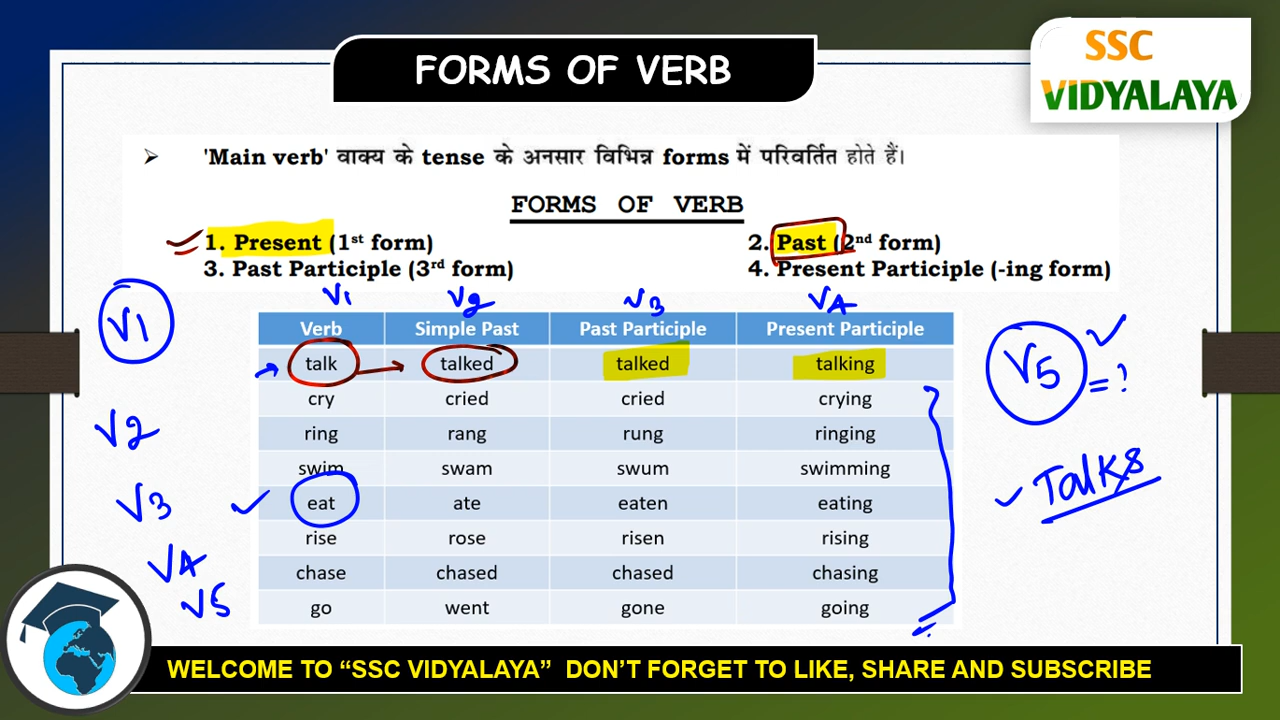 FORMS OF VERB
SSC
VIDYALAYA
'Main verb' वाक्य के tense के अनसार विभिन्न forms में परिवर्तित होते हैं।
FORMS OF VERB
1. Present (1st form) 2. Past (2nd form)
3. Past Participle (3rd form) 4. Present Participle (-ing form)
V1 V2 V3 V4
Verb Simple Past Past Participle Present Participle
talk talked talked talking
cry cried cried crying
ring rang rung ringing
swim swam swum swimming
eat ate eaten eating
rise rose risen rising
chase chased chased chasing
go went gone going
V1
V2
V3
V4
V5
V5
= ?
Talks
WELCOME TO “SSC VIDYALAYA” DON’T FORGET TO LIKE, SHARE AND SUBSCRIBE